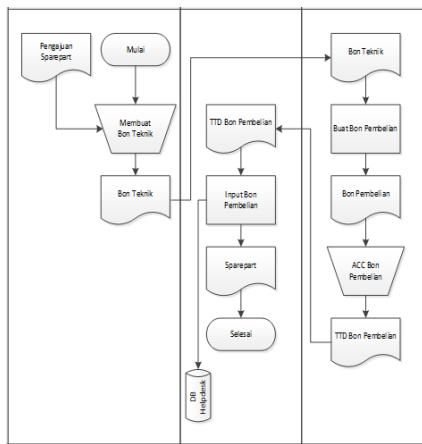 Pengajuan
Sparepart
Mulai
Membuat
Bon Teknik
Bon Teknik
TTD Bon Pembelian
Input Bon
Pembelian
Sparepart
Selesai
DB
Helpdesk
Bon Teknik
Buat Bon Pembelian
Bon Pembelian
ACC Bon
Pembelian
TTD Bon Pembelian